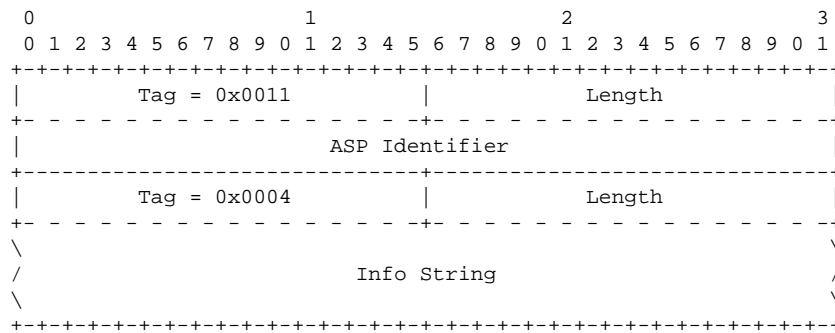 0                   1                   2                   3
 0 1 2 3 4 5 6 7 8 9 0 1 2 3 4 5 6 7 8 9 0 1 2 3 4 5 6 7 8 9 0 1
+-+-+-+-+-+-+-+-+-+-+-+-+-+-+-+-+-+-+-+-+-+-+-+-+-+-+-+-+-+-+-+-+
|         Tag = 0x0011          |            Length             |
+- - - - - - - - - - - - - - - -+- - - - - - - - - - - - - - - -+
|                        ASP Identifier                         |
+-------------------------------+-------------------------------+
|         Tag = 0x0004          |            Length             |
+- - - - - - - - - - - - - - - -+- - - - - - - - - - - - - - - -+
\                                                               \
/                          Info String                          /
\                                                               \
+-+-+-+-+-+-+-+-+-+-+-+-+-+-+-+-+-+-+-+-+-+-+-+-+-+-+-+-+-+-+-+-+